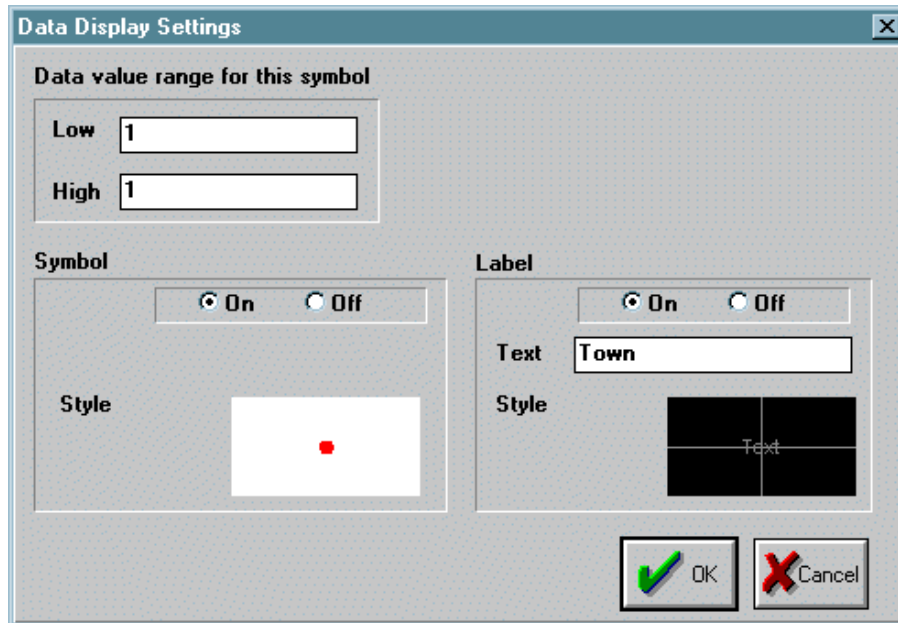 Data Display Settings
Data value range for this symbol
Low 1
High 1
Symbol
On Off
Style
Label
On Off
Text Town
Style
Text
OK Cancel